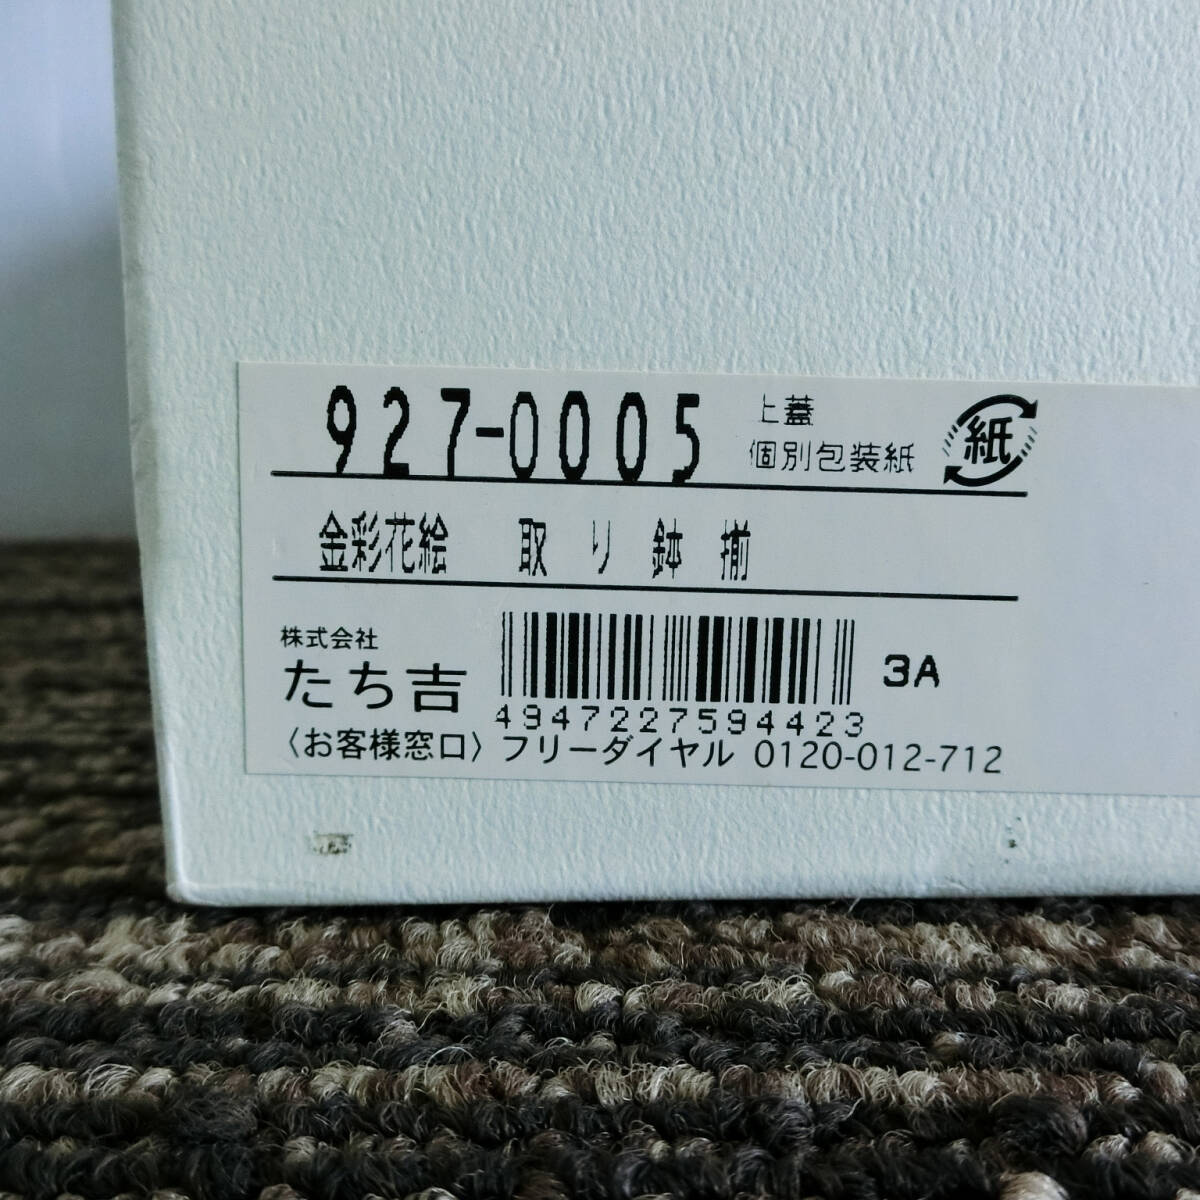 927-0005
上蓋
個別包装紙
紙
金彩花絵 取り鉢揃
株式会社
たち吉
3A
4947227594423
〈お客様窓口〉フリーダイヤル 0120-012-712